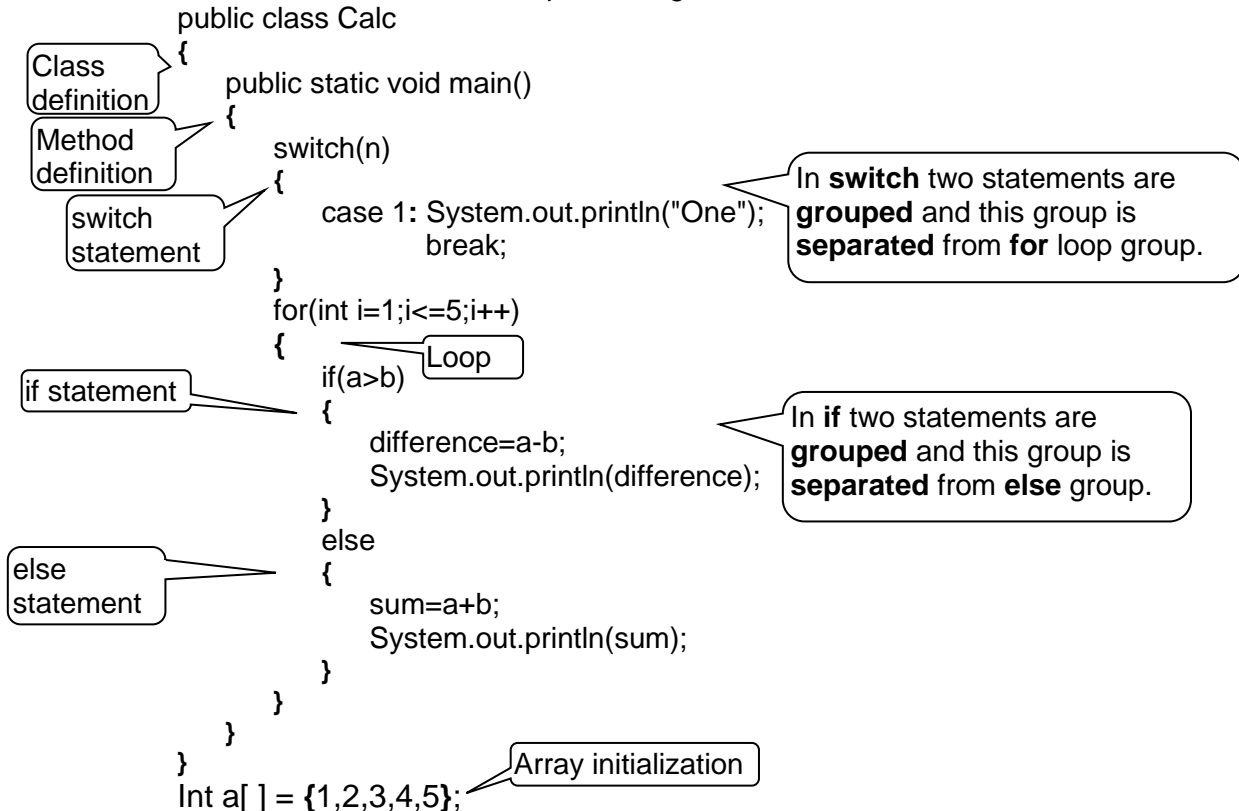 public class Calc
{
Class
definition
public static void main()
{
Method
definition
switch(n)
{
switch
statement
case 1: System.out.println("One");
break;
In switch two statements are
grouped and this group is
separated from for loop group.
}
for(int i=1;i<=5;i++)
{
Loop
if(a>b)
if statement
{
difference=a-b;
System.out.println(difference);
In if two statements are
grouped and this group is
separated from else group.
}
else
else
statement
{
sum=a+b;
System.out.println(sum);
}
}
}
}
Array initialization
Int a[ ] = {1,2,3,4,5};